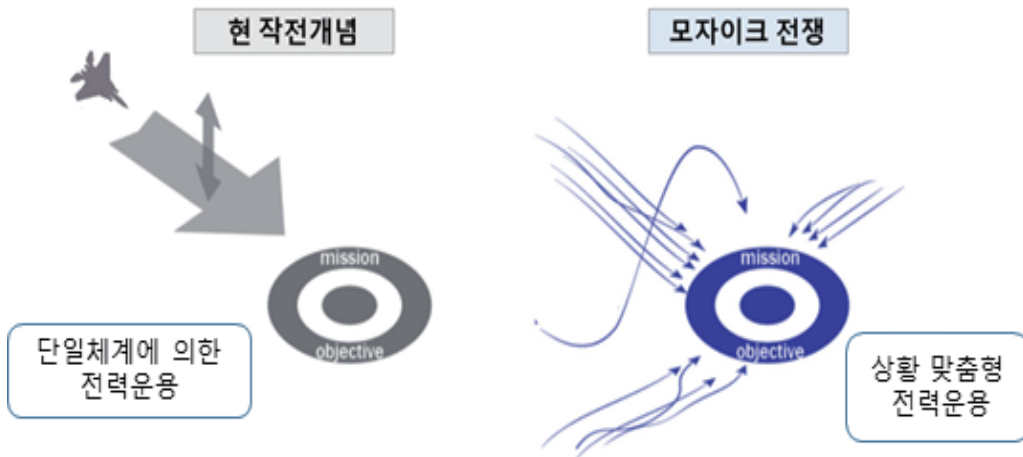 현 작전개념
모자이크 전쟁
mission
objective
단일체계에 의한
전력운용
mission
objective
상황 맞춤형
전력운용